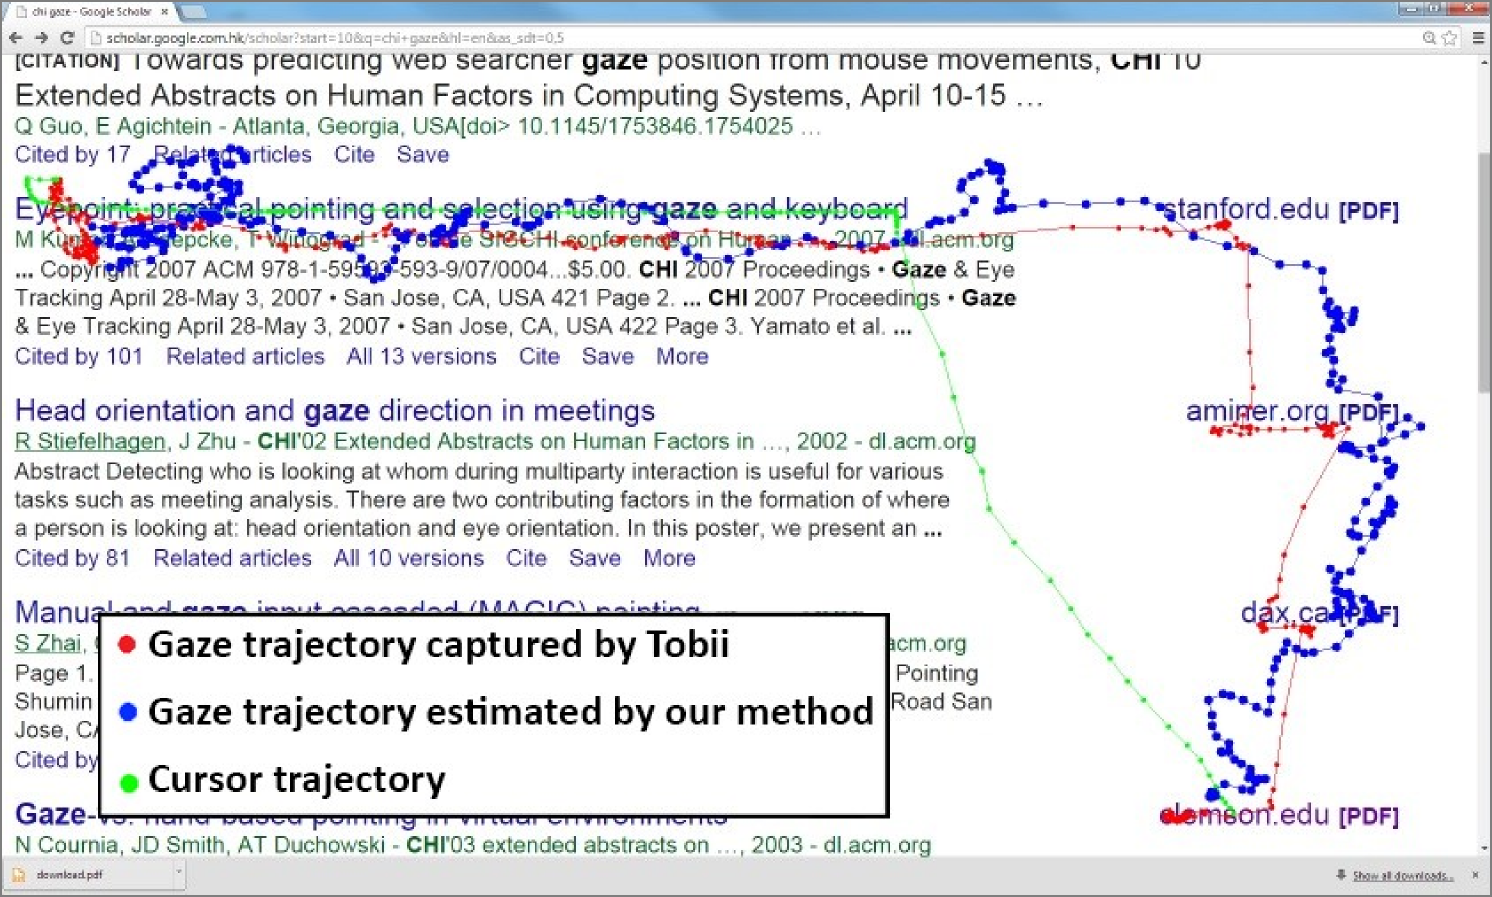 chi gaze - Google Scholar
scholar.google.com.hk/scholar?start=10&q=chi+gaze&hl=en&as_sdt=0,5
[CITATION] Towards predicting web searcher gaze position from mouse movements, CHI'10
Extended Abstracts on Human Factors in Computing Systems, April 10-15 ...
Q Guo, E Agichtein - Atlanta, Georgia, USA[doi> 10.1145/1753846.1754025 ...
Cited by 17 Related articles Cite Save
Eyepoint: practical pointing and selection using gaze and keyboard
stanford.edu [PDF]
M T Winograd - of the SIGCHI conference on Human 2007 dl.acm.org
... Copyright 2007 ACM 978-1-59593-593-9/07/0004...$5.00. CHI 2007 Proceedings • Gaze & Eye
Tracking April 28-May 3, 2007 • San Jose, CA, USA 421 Page 2. ... CHI 2007 Proceedings • Gaze
& Eye Tracking April 28-May 3, 2007 • San Jose, CA, USA 422 Page 3. Yamato et al. ...
Cited by 101 Related articles All 13 versions Cite Save More
Head orientation and gaze direction in meetings
aminer.org [PDF]
R Stiefelhagen, J Zhu - CHI'02 Extended Abstracts on Human Factors in ..., 2002 - dl.acm.org
Abstract Detecting who is looking at whom during multiparty interaction is useful for various
tasks such as meeting analysis. There are two contributing factors in the formation of where
a person is looking at: head orientation and eye orientation. In this poster, we present an ...
Cited by 81 Related articles All 10 versions Cite Save More
Manual and gaze input cascaded (MAGIC) pointing
dax.ca [PDF]
S Zhai, acm.org
Page 1. Pointing
Shumin Road San
Jose, CA
Cited by
Gaze trajectory captured by Tobii
Gaze trajectory estimated by our method
Cursor trajectory
Gaze-vs. hand-based pointing in virtual environments
clemson.edu [PDF]
N Cournia, JD Smith, AT Duchowski - CHI'03 extended abstracts on ..., 2003 - dl.acm.org
download.pdf
Show all downloads...